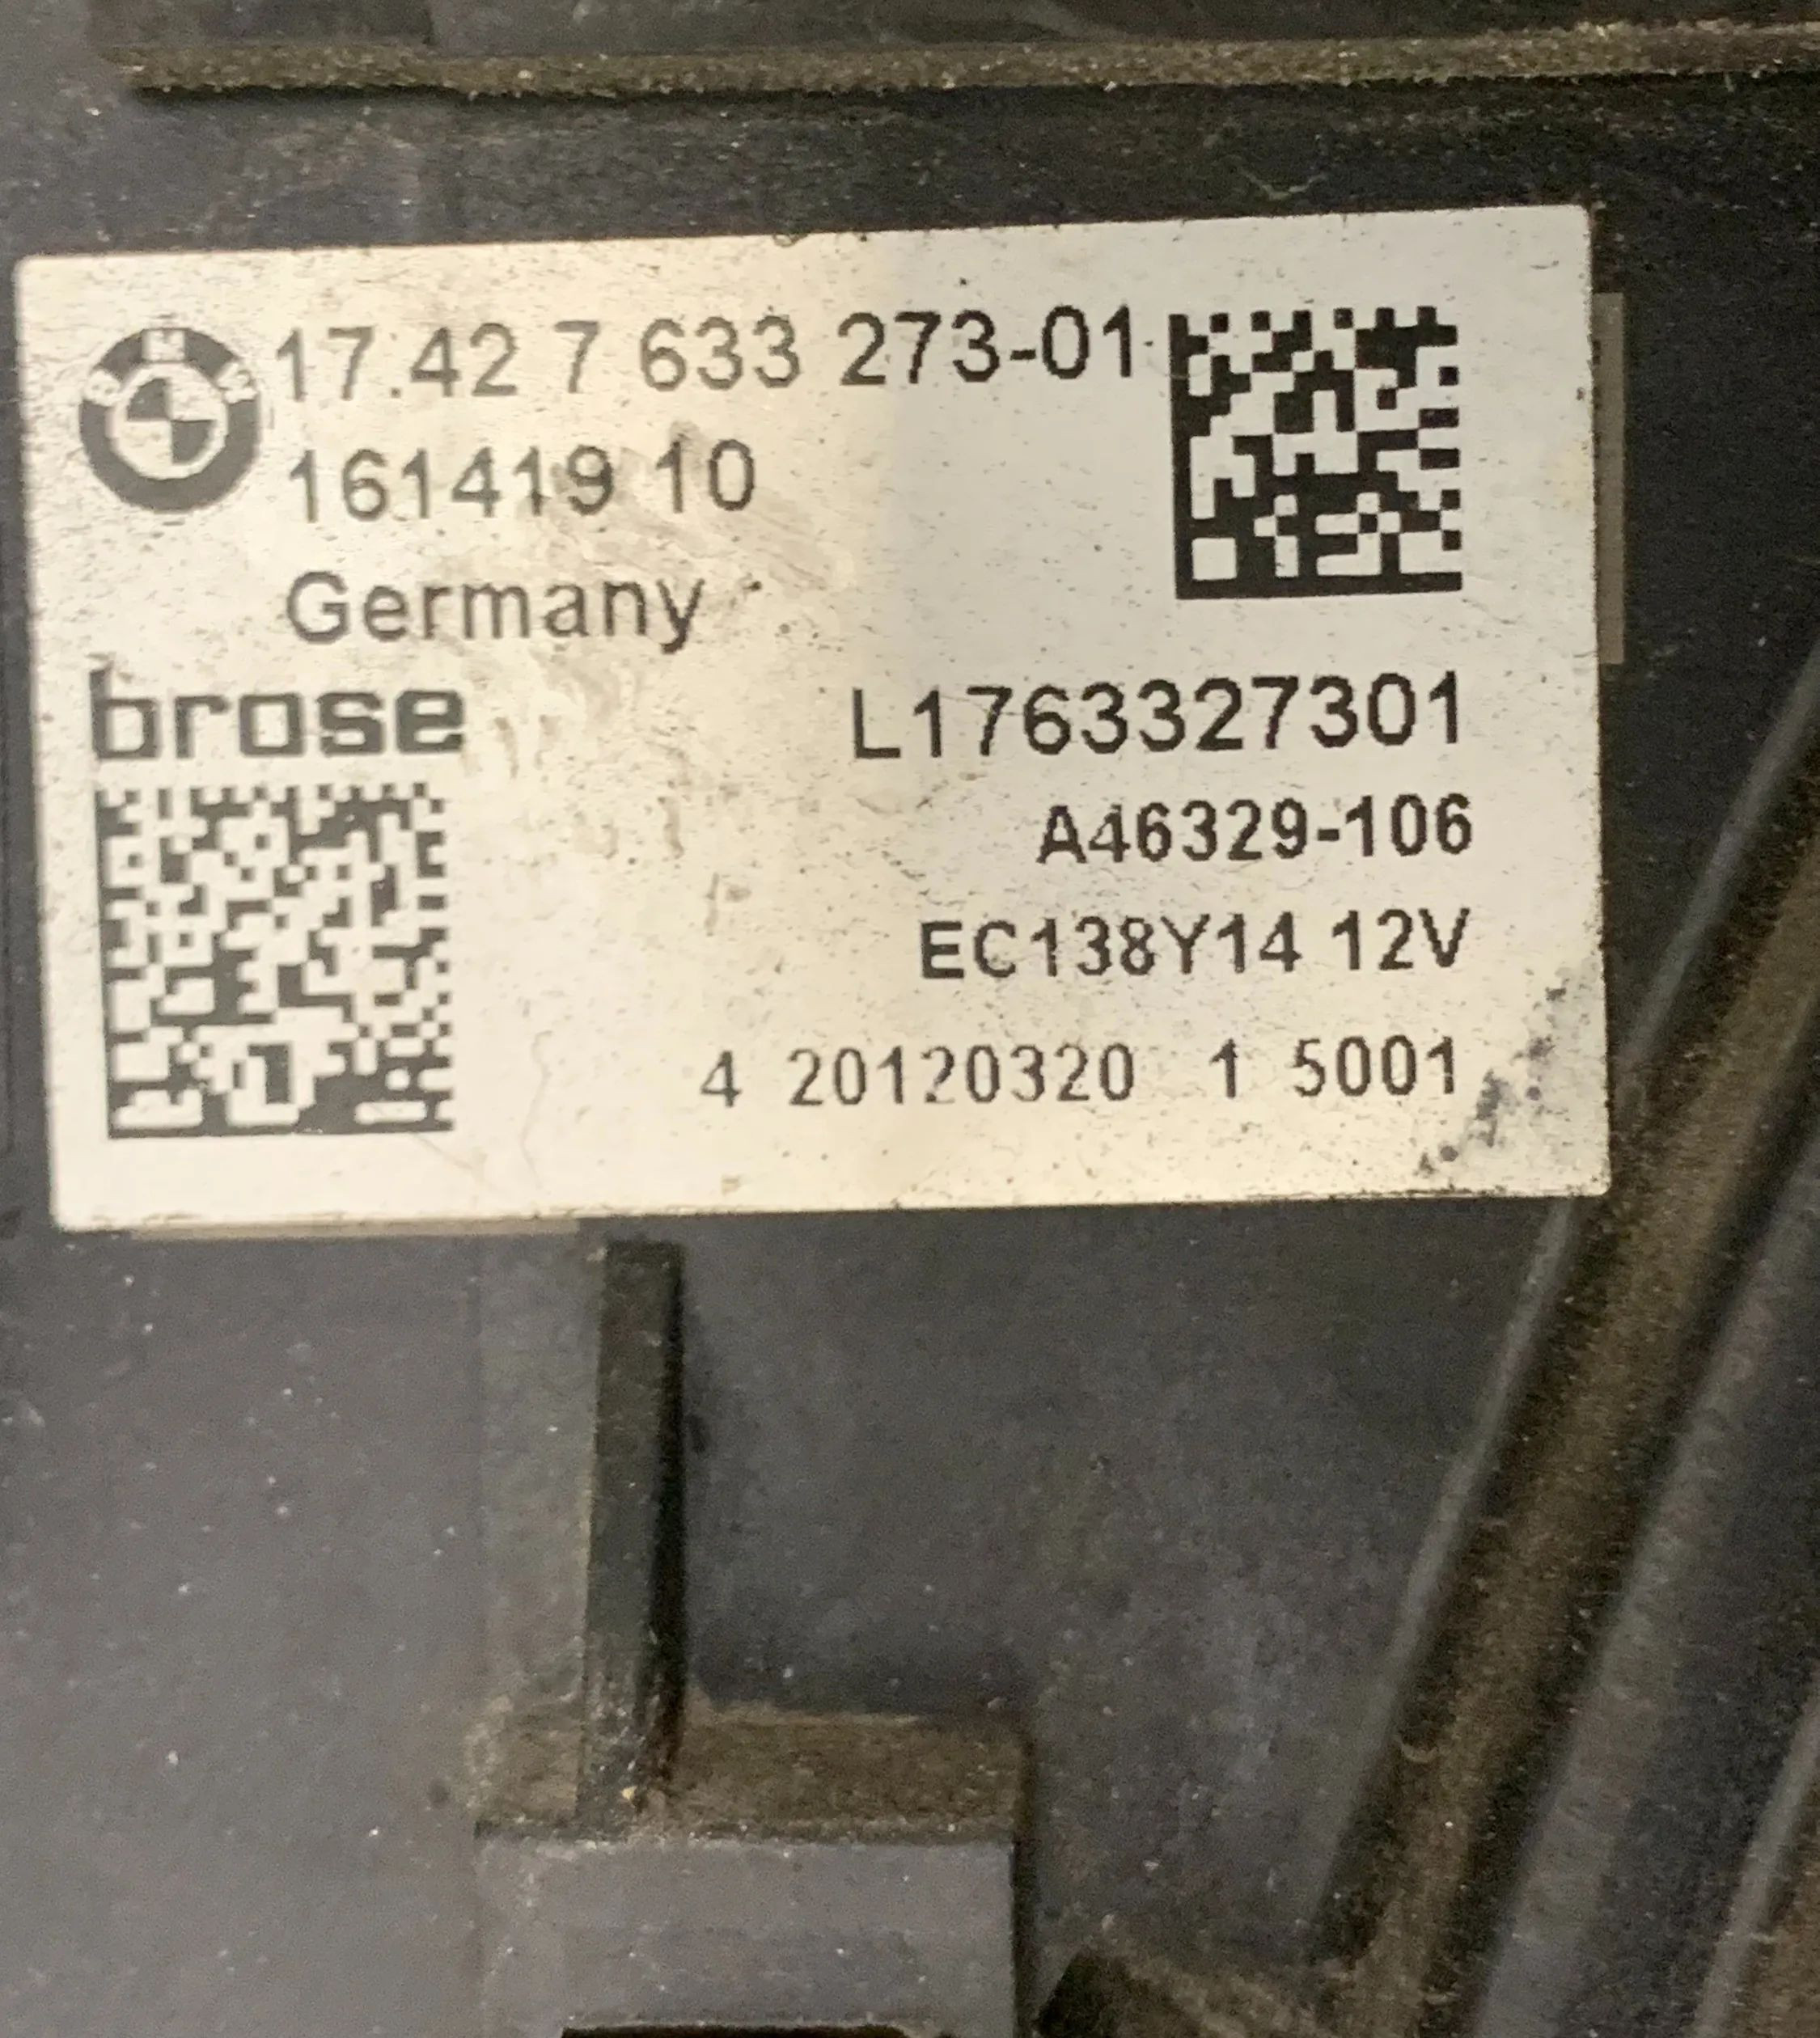 BMW
17.42 7 633 273-01
161419 10
Germany
brose
L1763327301
A46329-106
EC138Y14 12V
4 20120320 1 5001